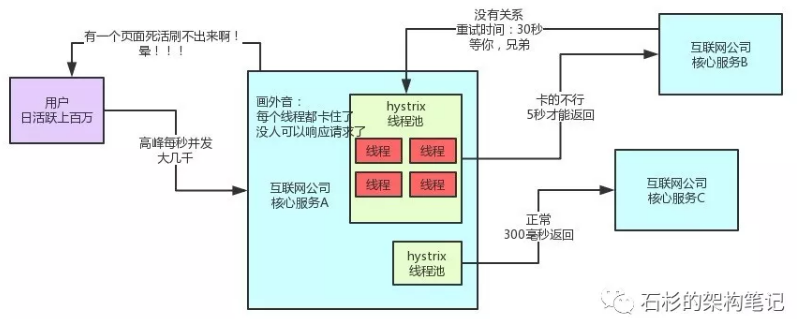 有一个页面死活刷不出来啊！
晕！！！
没有关系
重试时间：30秒
等你，兄弟
互联网公司
核心服务B
用户
日活跃上百万
高峰每秒并发
大几千
画外音：
每个线程都卡住了
没人可以响应请求了
互联网公司
核心服务A
hystrix
线程池
线程
线程
线程
线程
卡的不行
5秒才能返回
互联网公司
核心服务C
正常
300毫秒返回
hystrix
线程池
石杉的架构笔记